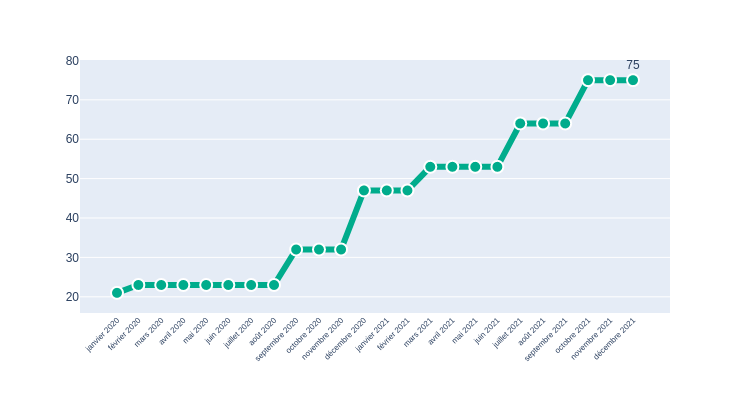 75
80
70
60
50
40
30
20
janvier 2020
février 2020
mars 2020
avril 2020
mai 2020
juin 2020
juillet 2020
août 2020
septembre 2020
octobre 2020
novembre 2020
décembre 2020
janvier 2021
février 2021
mars 2021
avril 2021
mai 2021
juin 2021
juillet 2021
août 2021
septembre 2021
octobre 2021
novembre 2021
décembre 2021